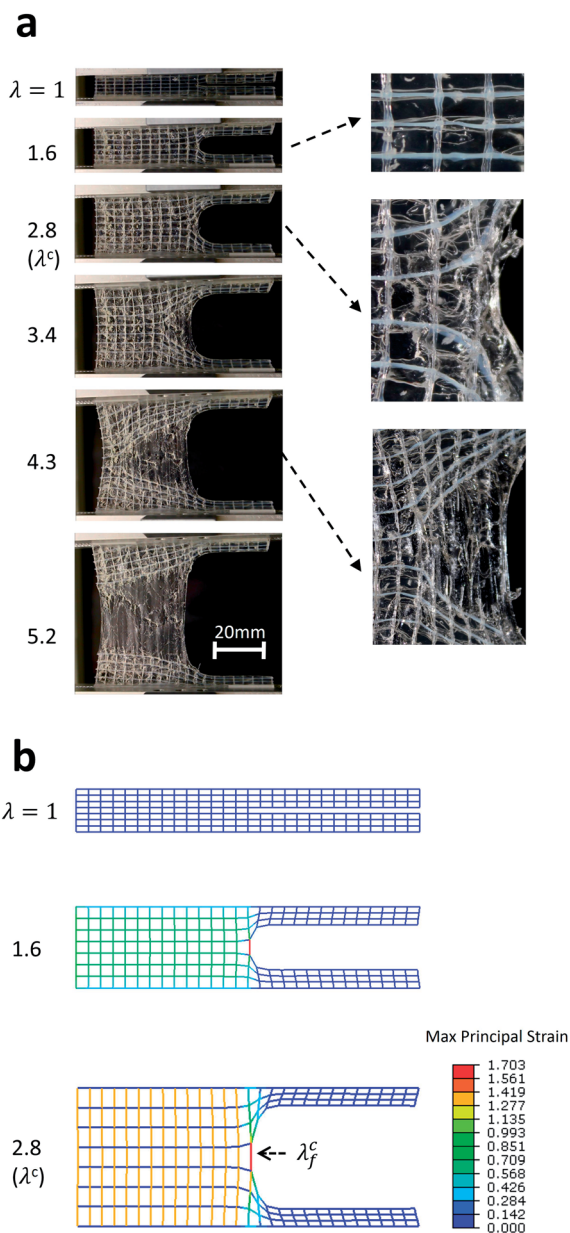 a
λ = 1
1.6
2.8
(λᶜ)
3.4
4.3
5.2
20mm
b
λ = 1
1.6
Max Principal Strain
1.703
1.561
1.419
1.277
1.135
0.993
0.851
0.709
0.568
0.426
0.284
0.142
0.000
2.8
(λᶜ)
λ_f^c